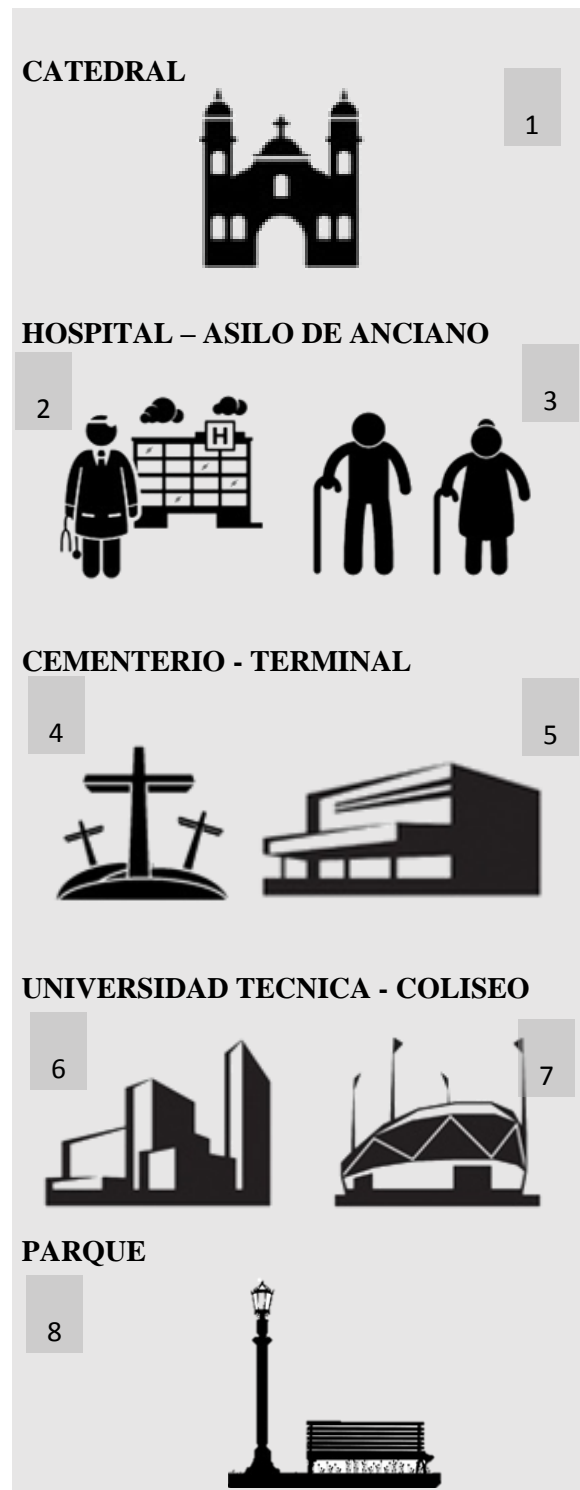 CATEDRAL
1
HOSPITAL – ASILO DE ANCIANO
2
3
H
CEMENTERIO - TERMINAL
4
5
UNIVERSIDAD TECNICA - COLISEO
6
7
PARQUE
8